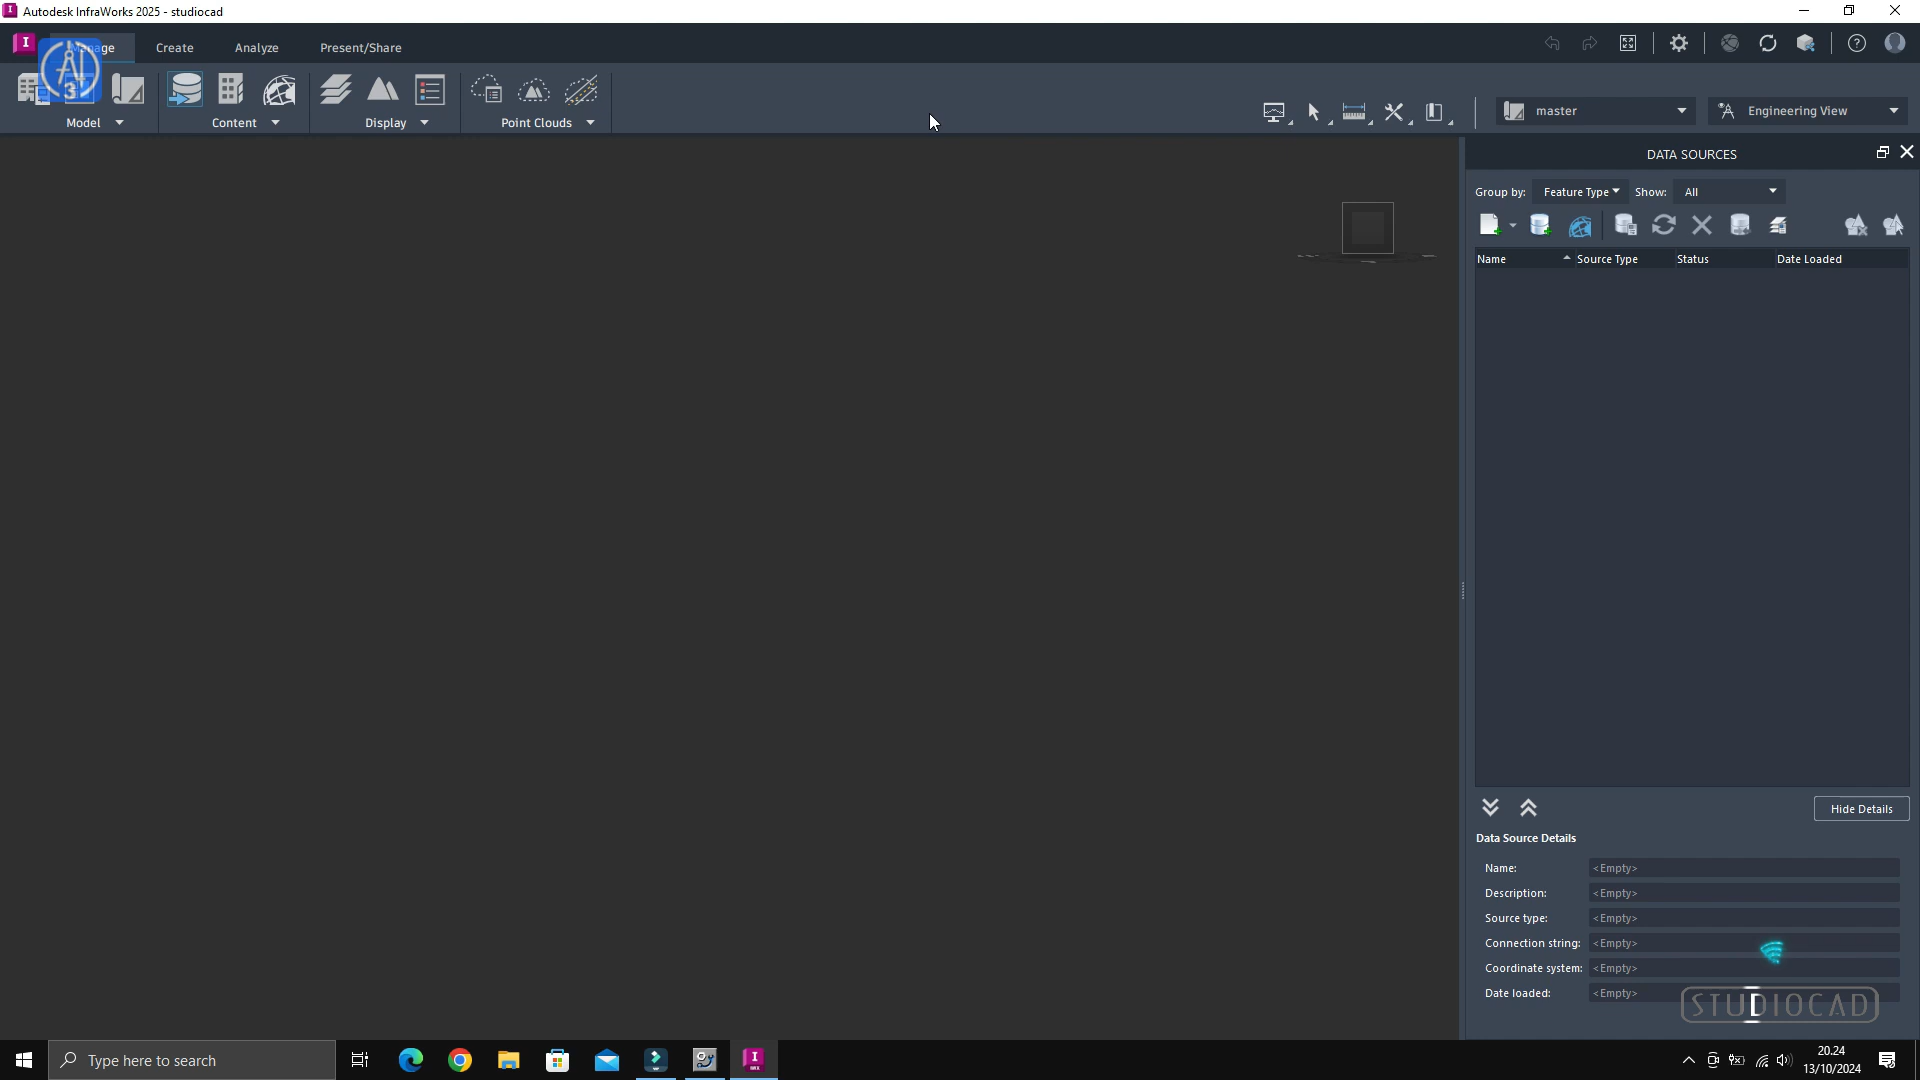 Autodesk InfraWorks 2025 - studiocad
Create
Analyze
Present/Share
Model
Content
Display
Point Clouds
master
Engineering View
DATA SOURCES
Group by:
Feature Type
Show:
All
Name
Source Type
Status
Date Loaded
Hide Details
Data Source Details
Name: <Empty>
Description: <Empty>
Source type: <Empty>
Connection string: <Empty>
Coordinate system: <Empty>
Date loaded: <Empty>
STUDIOCAD
Type here to search
20.24
13/10/2024